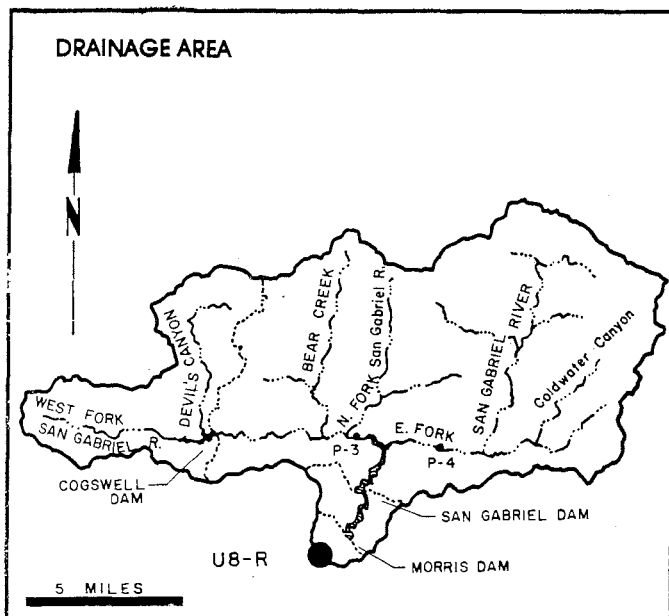 DRAINAGE AREA
N
DEVIL'S CANYON
BEAR CREEK
N. FORK San Gabriel R.
SAN GABRIEL RIVER
Coldwater Canyon
WEST FORK
SAN GABRIEL R.
E. FORK
P-3
P-4
COGSWELL
DAM
SAN GABRIEL DAM
U8-R
MORRIS DAM
5 MILES